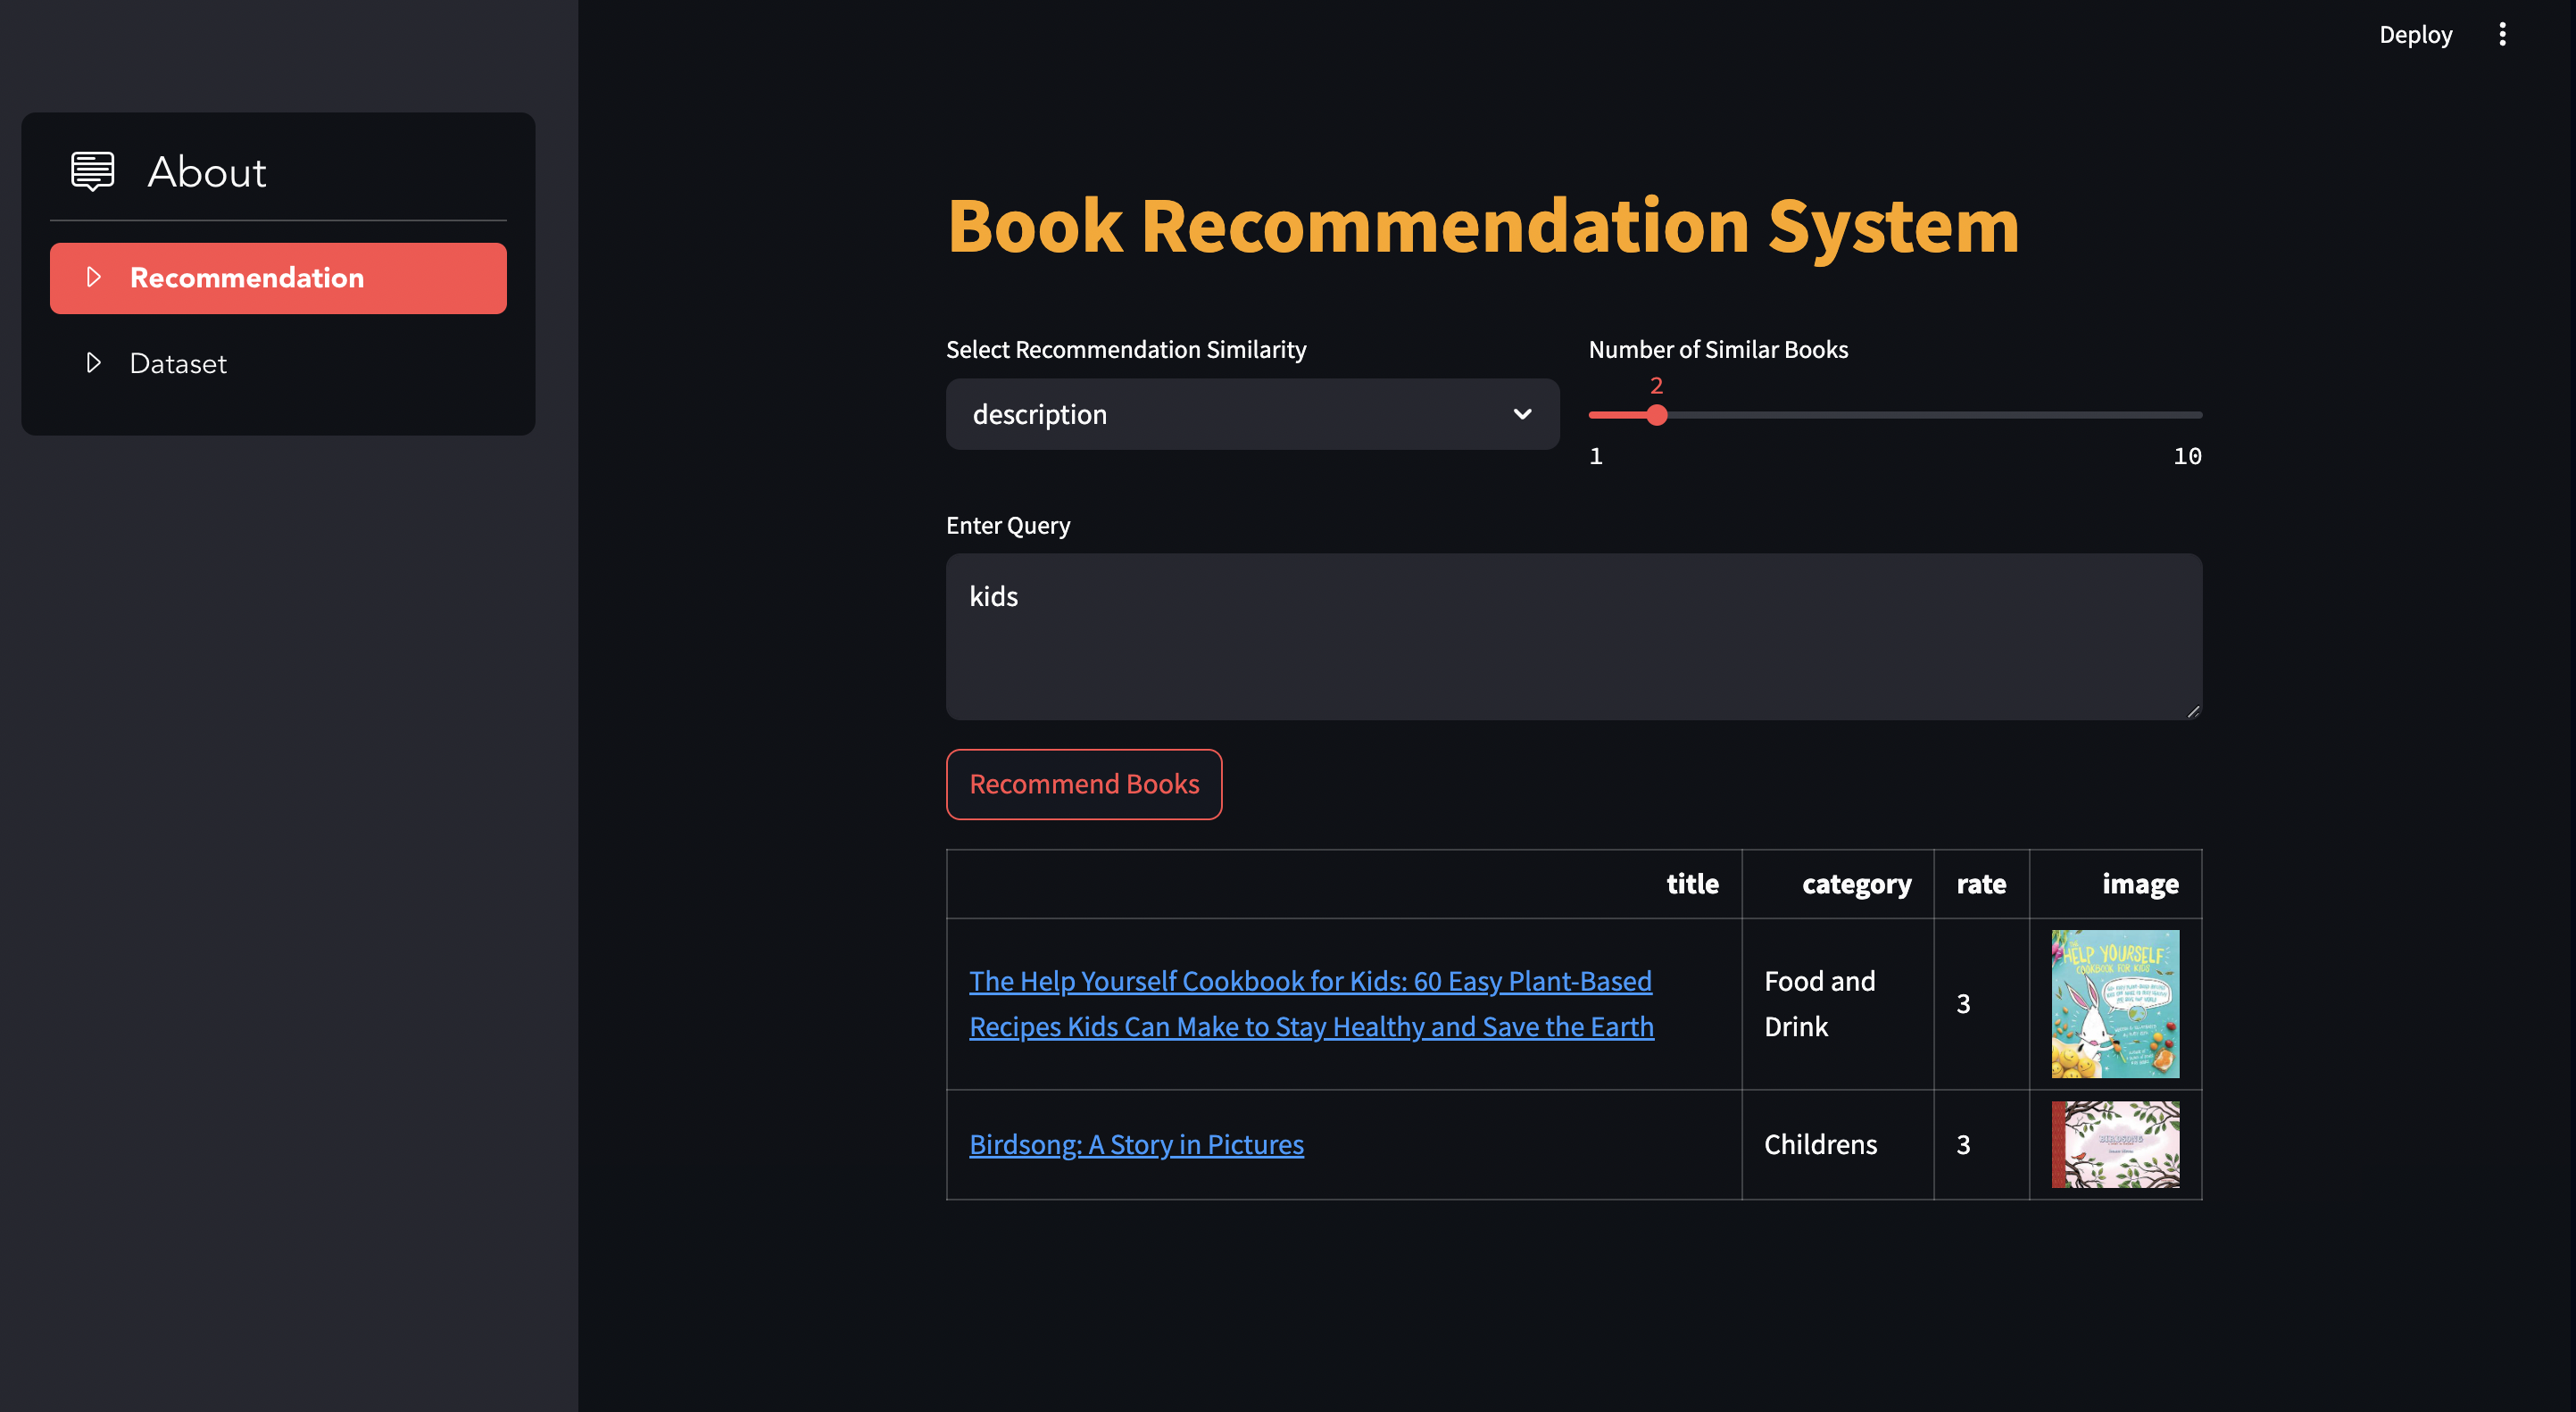 Deploy
About
Recommendation
Dataset
Book Recommendation System
Select Recommendation Similarity
description
Number of Similar Books
2
1
10
Enter Query
kids
Recommend Books
title category rate image
The Help Yourself Cookbook for Kids: 60 Easy Plant-Based
Recipes Kids Can Make to Stay Healthy and Save the Earth
Food and
Drink
3
HELP YOURSELF
COOKBOOK FOR KIDS
Birdsong: A Story in Pictures
Childrens
3
BIRDSONG